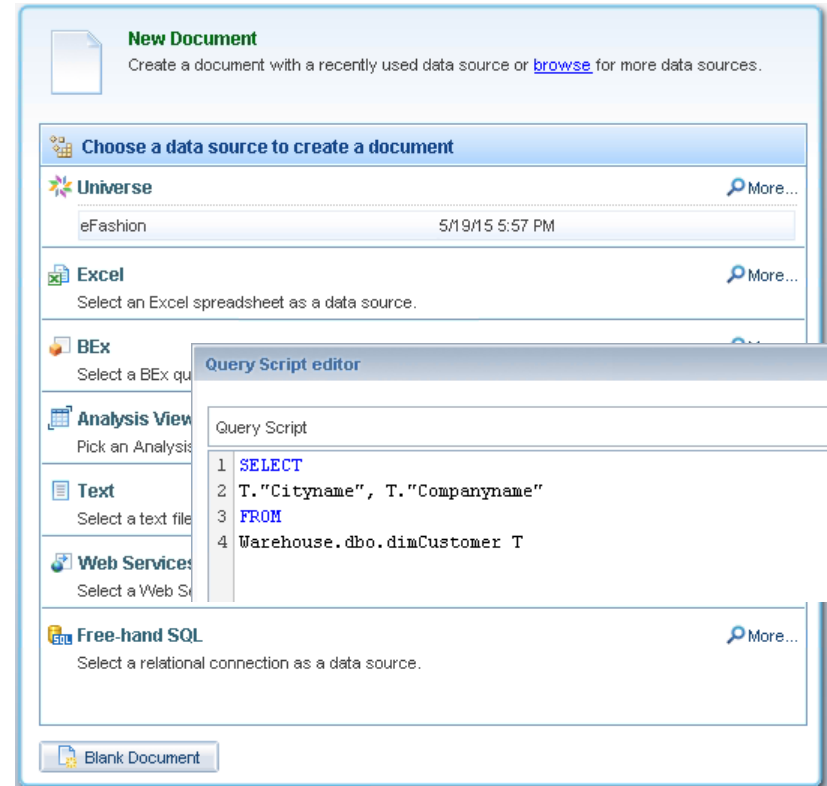 New Document
Create a document with a recently used data source or browse for more data sources.
Choose a data source to create a document
Universe More...
eFashion 5/19/15 5:57 PM
Excel More...
Select an Excel spreadsheet as a data source.
BEx
Select a BEx qu
Query Script editor
Analysis View
Pick an Analysis
Query Script
1 SELECT
2 T."Cityname", T."Companyname"
3 FROM
4 Warehouse.dbo.dimCustomer T
Text
Select a text file
Web Services
Select a Web Se
Free-hand SQL More...
Select a relational connection as a data source.
Blank Document